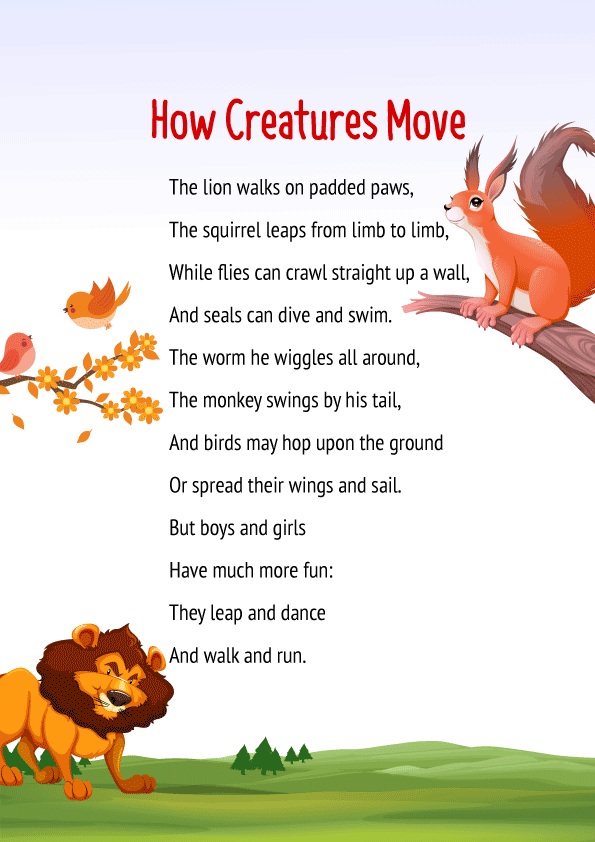 How Creatures Move
The lion walks on padded paws,
The squirrel leaps from limb to limb,
While flies can crawl straight up a wall,
And seals can dive and swim.
The worm he wiggles all around,
The monkey swings by his tail,
And birds may hop upon the ground
Or spread their wings and sail.
But boys and girls
Have much more fun:
They leap and dance
And walk and run.